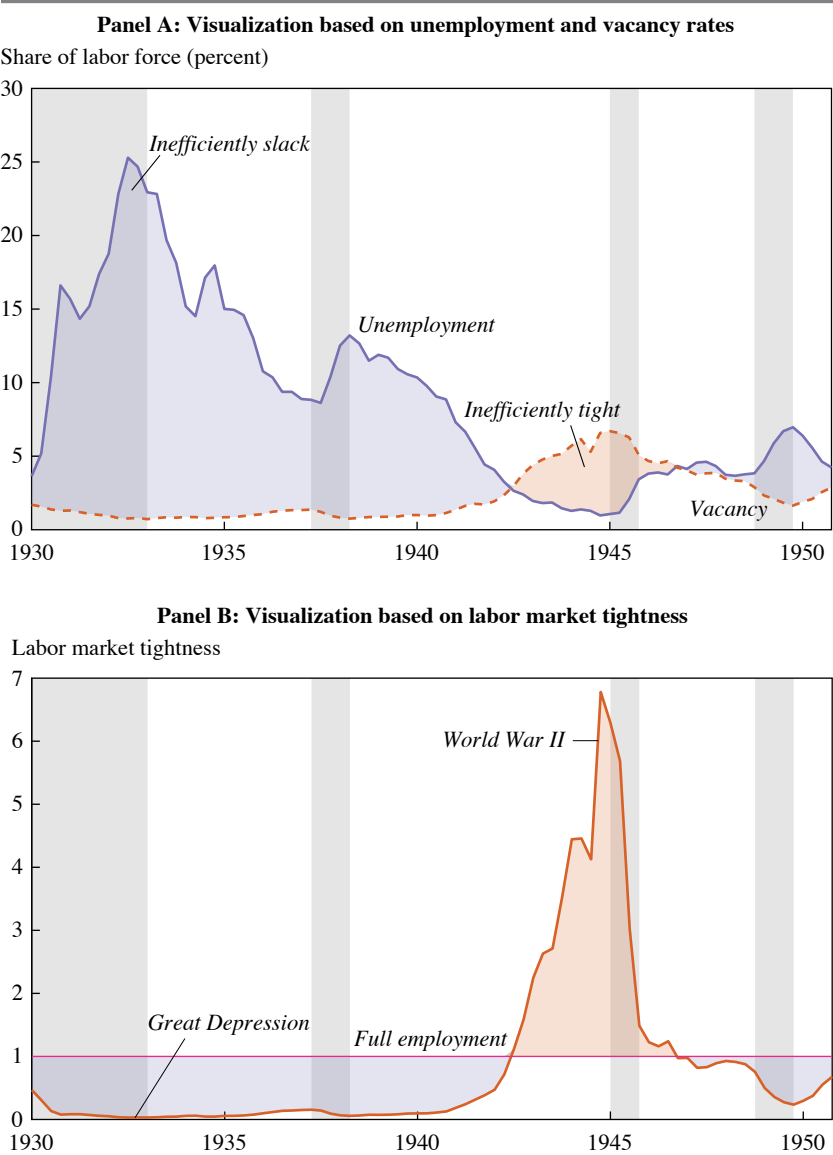 Panel A: Visualization based on unemployment and vacancy rates
Share of labor force (percent)
30
25
20
15
10
5
0
Inefficiently slack
Unemployment
Inefficiently tight
Vacancy
1930 1935 1940 1945 1950
Panel B: Visualization based on labor market tightness
Labor market tightness
7
6
5
4
3
2
1
0
World War II
Great Depression
Full employment
1930 1935 1940 1945 1950